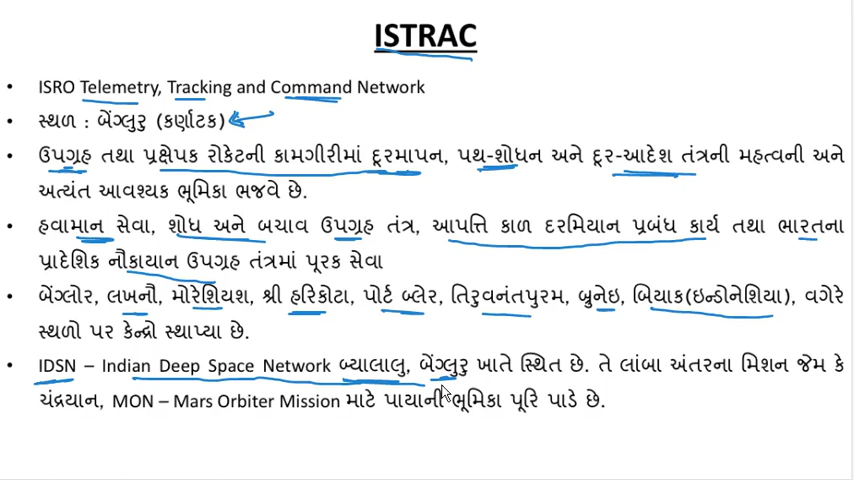 ISTRAC
• ISRO Telemetry, Tracking and Command Network
• સ્થળ : બેંગ્લુરુ (કર્ણાટક)
• ઉપગ્રહ તથા પ્રક્ષેપક રોકેટની કામગીરીમાં દૂરમાપન, પથ-શોધન અને દૂર-આદેશ તંત્રની મહત્વની અને
અત્યંત આવશ્યક ભૂમિકા ભજવે છે.
• હવામાન સેવા, શોધ અને બચાવ ઉપગ્રહ તંત્ર, આપત્તિ કાળ દરમિયાન પ્રબંધ કાર્ય તથા ભારતના
પ્રાદેશિક નૌકાયાન ઉપગ્રહ તંત્રમાં પૂરક સેવા
• બેંગ્લોર, લખનૌ, મોરેશિયશ, શ્રી હરિકોટા, પોર્ટ બ્લેર, તિરુવનંતપુરમ, બ્રુનેઇ, બિયાક(ઇન્ડોનેશિયા), વગેરે
સ્થળો પર કેન્દ્રો સ્થાપ્યા છે.
• IDSN – Indian Deep Space Network બ્યાલાલુ, બેંગ્લુરુ ખાતે સ્થિત છે. તે લાંબા અંતરના મિશન જેમ કે
ચંદ્રયાન, MON – Mars Orbiter Mission માટે પાયાની ભૂમિકા પૂરિ પાડે છે.